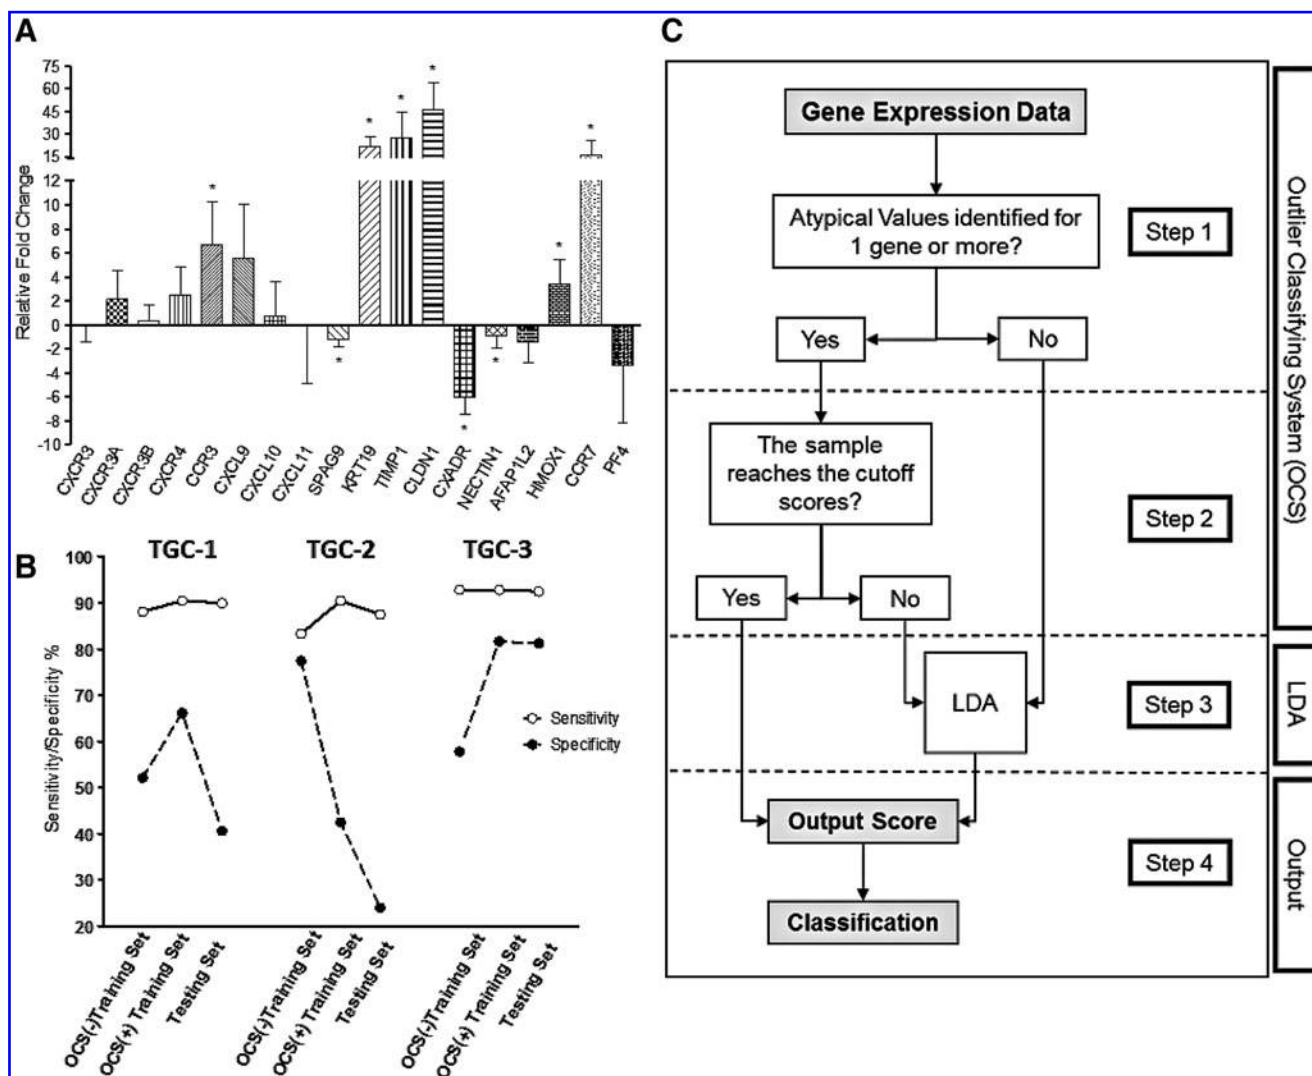 A
75
60
45
30
15
12
10
8
6
4
2
0
-2
-4
-6
-8
-10
Relative Fold Change
* * * * * * * * *
CXCR3
CXCR3A
CXCR3B
CXCR4
CCR3
CXCL9
CXCL10
CXCL11
SPAG9
KRT19
TIMP1
CLDN1
CXADR
NECTIN1
AFAP1L2
HMOX1
CCR7
PF4
B
TGC-1 TGC-2 TGC-3
100
90
80
70
60
50
40
30
20
Sensitivity/Specificity %
Sensitivity
Specificity
OCS(-)Training Set
OCS(+) Training Set
Testing Set
OCS(-)Training Set
OCS(+) Training Set
Testing Set
OCS(-)Training Set
OCS(+) Training Set
Testing Set
C
Gene Expression Data
Atypical Values identified for
1 gene or more?
Step 1
Yes
No
The sample
reaches the cutoff
scores?
Step 2
Yes
No
LDA
Step 3
Output Score
Step 4
Classification
Outlier Classifying System (OCS)
LDA
Output